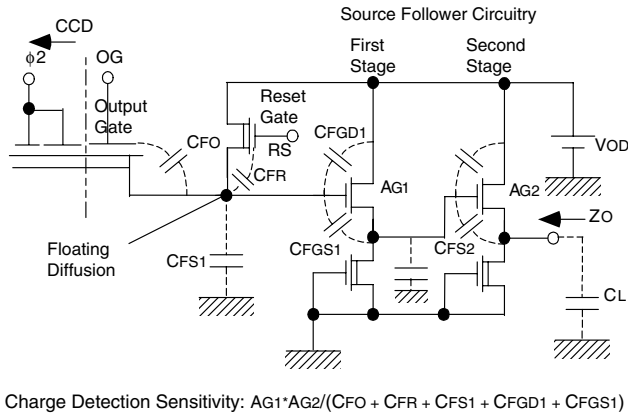 Source Follower Circuitry
CCD
First Stage
Second Stage
ϕ2
OG
Output Gate
Reset Gate
RS
CFO
CFR
CFGD1
AG1
AG2
VOD
ZO
Floating Diffusion
CFS1
CFGS1
CFS2
CL
Charge Detection Sensitivity: AG1*AG2/(CFO + CFR + CFS1 + CFGD1 + CFGS1)